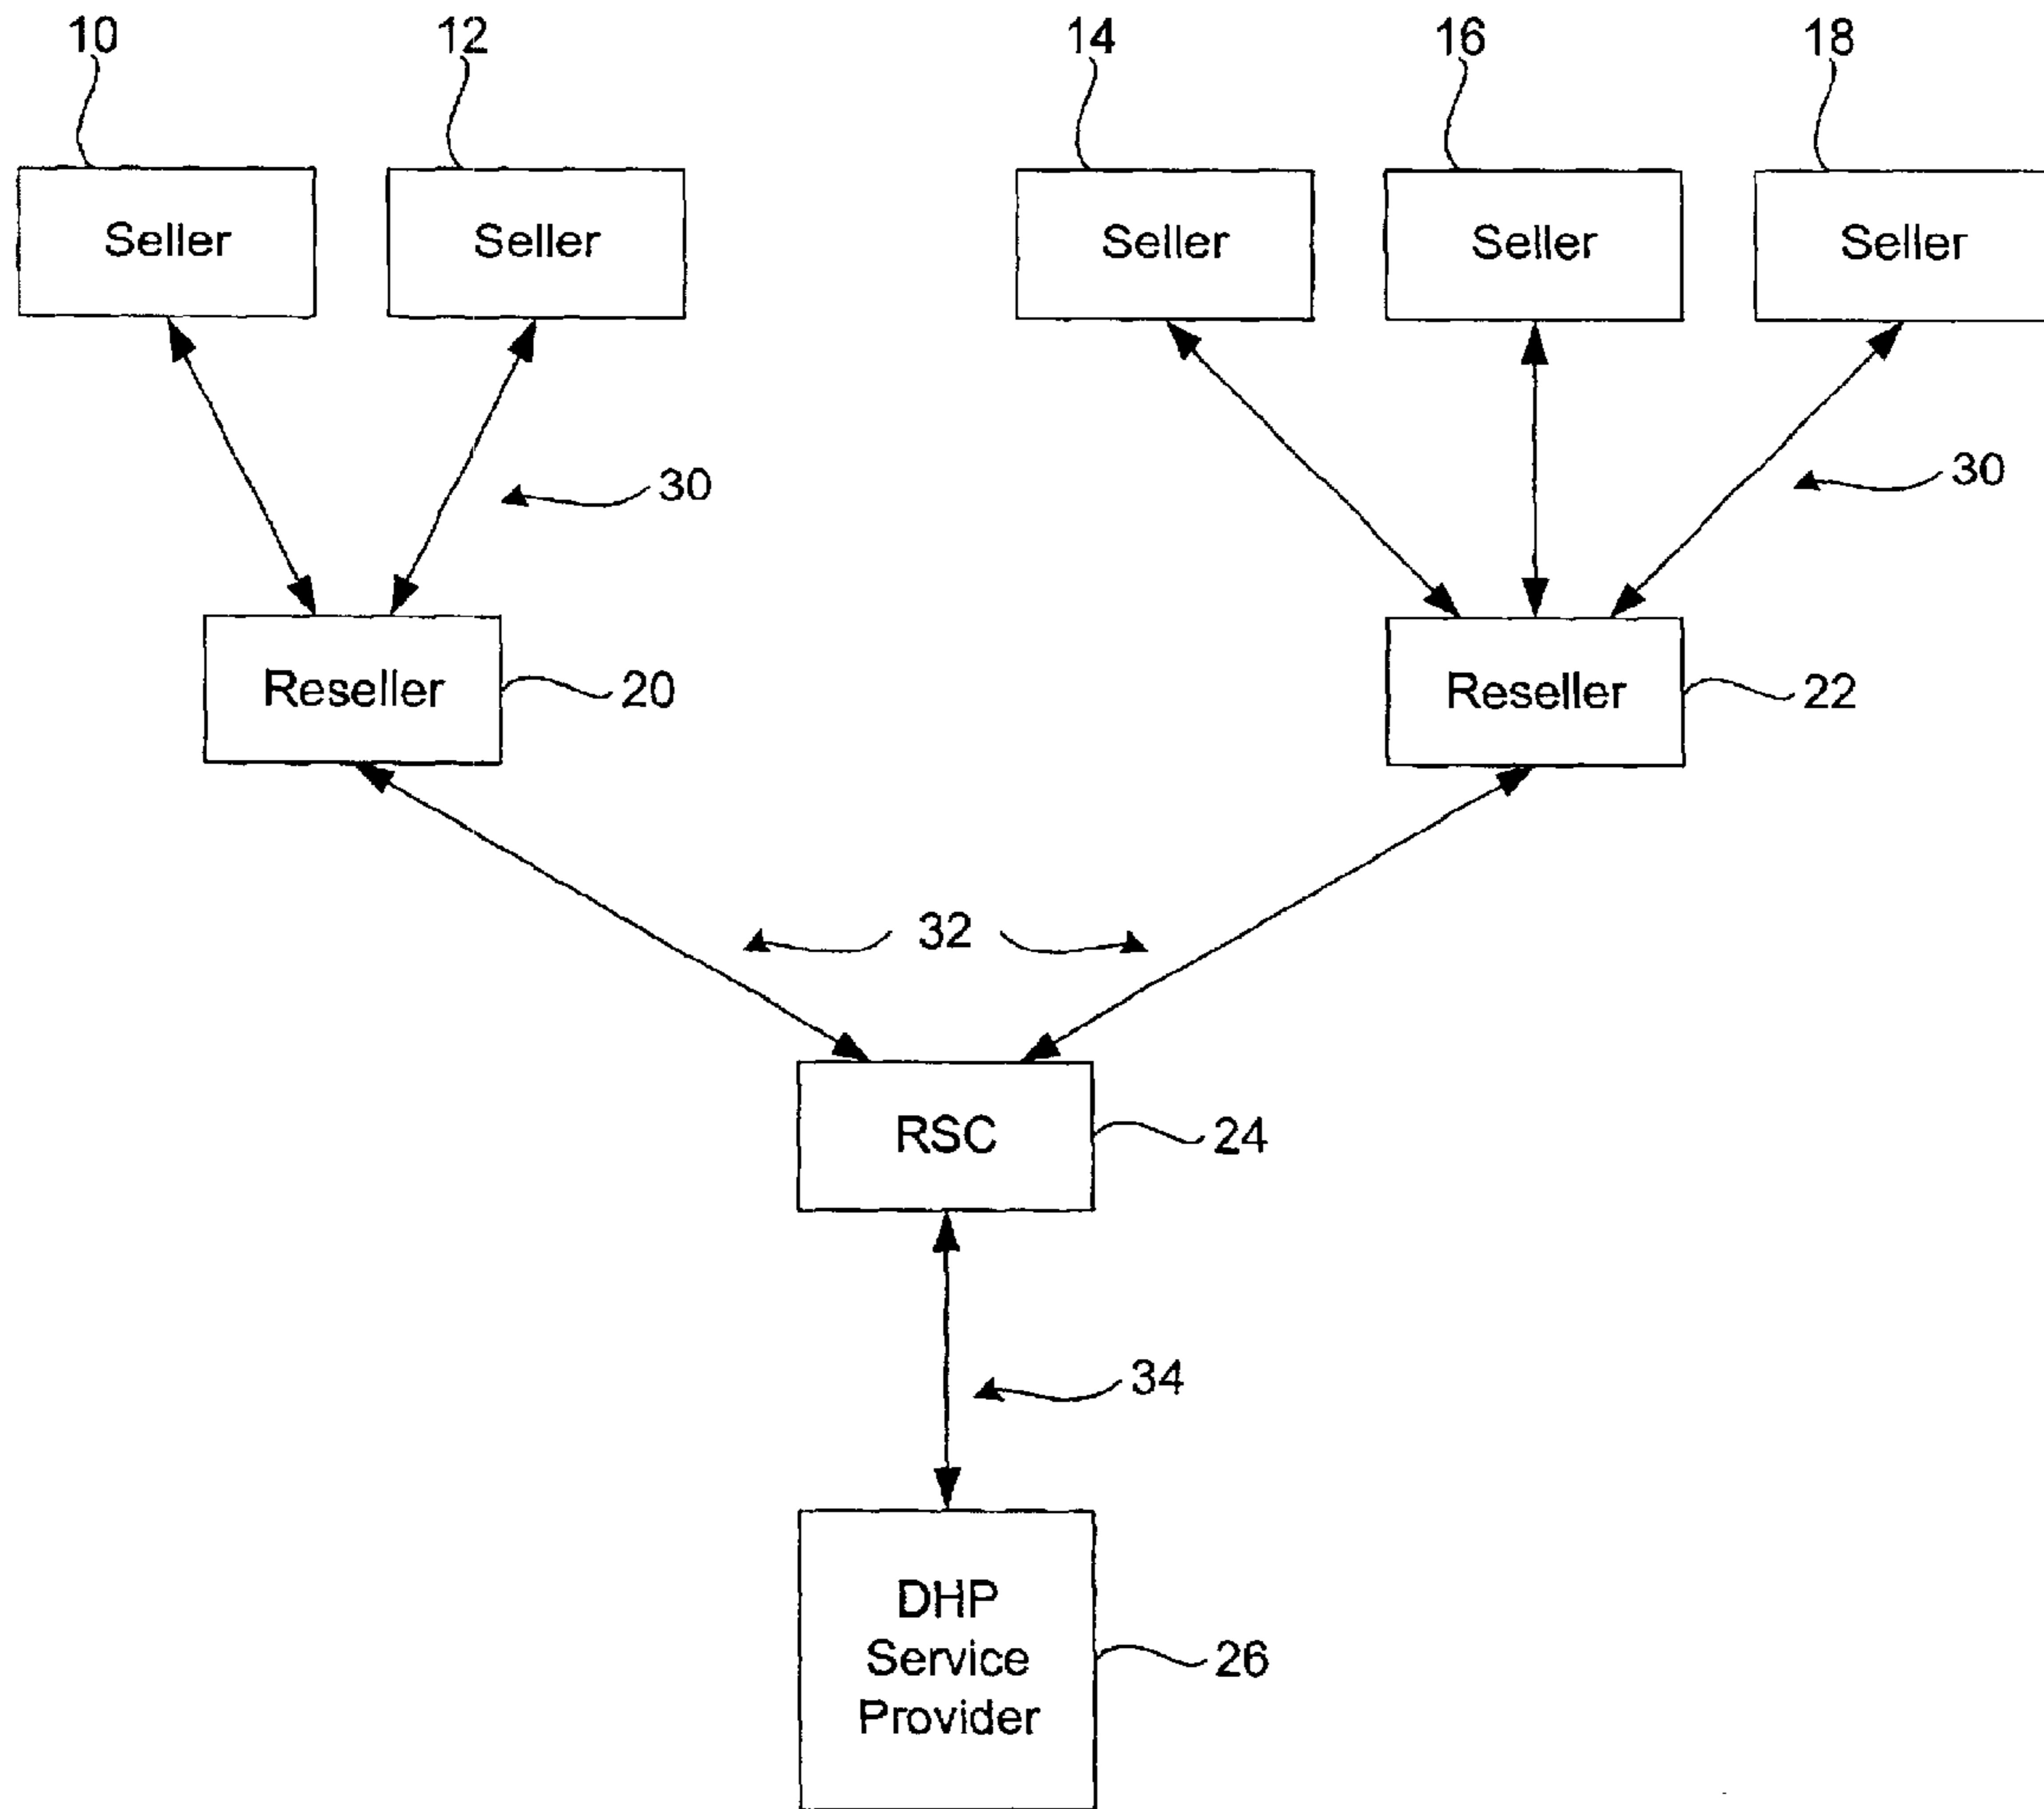 10
12
14
16
18
Seller
Seller
Seller
Seller
Seller
30
30
Reseller
20
Reseller
22
32
RSC
24
34
DHP
Service
Provider
26